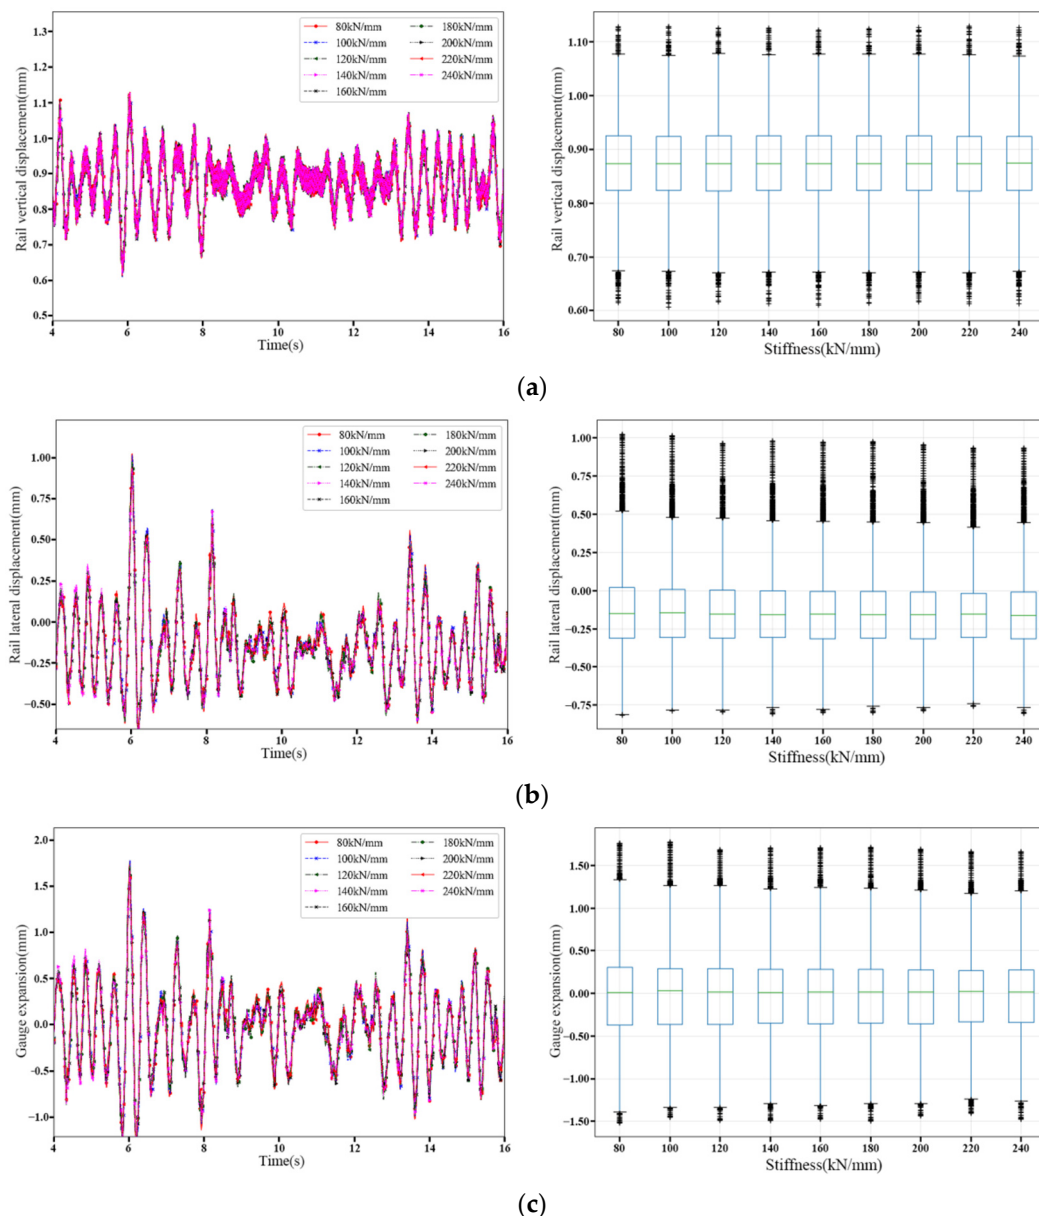 1.3
1.2
1.1
1.0
0.9
0.8
0.7
0.6
0.5
Rail vertical displacement(mm)
80kN/mm
100kN/mm
120kN/mm
140kN/mm
160kN/mm
180kN/mm
200kN/mm
220kN/mm
240kN/mm
4 6 8 10 12 14 16
Time(s)
1.10
1.00
0.90
0.80
0.70
0.60
Rail vertical displacement(mm)
80 100 120 140 160 180 200 220 240
Stiffness(kN/mm)
(a)
1.00
0.75
0.50
0.25
0.00
−0.25
−0.50
Rail lateral displacement(mm)
80kN/mm
100kN/mm
120kN/mm
140kN/mm
160kN/mm
180kN/mm
200kN/mm
220kN/mm
240kN/mm
4 6 8 10 12 14 16
Time(s)
1.00
0.50
0.25
−0.00
−0.25
−0.50
−0.75
Rail lateral displacement(mm)
80 100 120 140 160 180 200 220 240
Stiffness(kN/mm)
(b)
2.0
1.5
1.0
0.5
0.0
−0.5
−1.0
Gauge expansion(mm)
80kN/mm
100kN/mm
120kN/mm
140kN/mm
160kN/mm
180kN/mm
200kN/mm
220kN/mm
240kN/mm
4 6 8 10 12 14 16
Time(s)
1.50
1.00
0.50
0.00
−0.50
−1.00
−1.50
Gauge expansion(mm)
80 100 120 140 160 180 200 220 240
Stiffness(kN/mm)
(c)